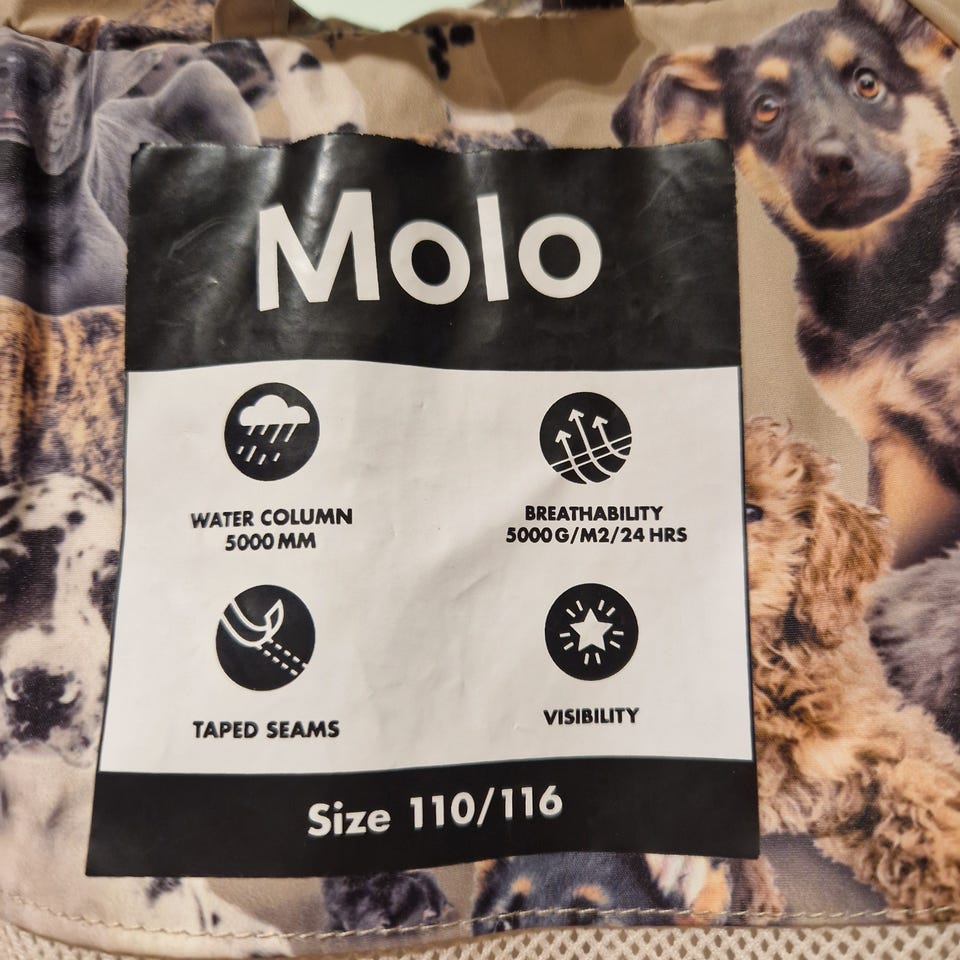 Molo
WATER COLUMN
5000 MM
BREATHABILITY
5000 G/M2/24 HRS
TAPED SEAMS
VISIBILITY
Size 110/116